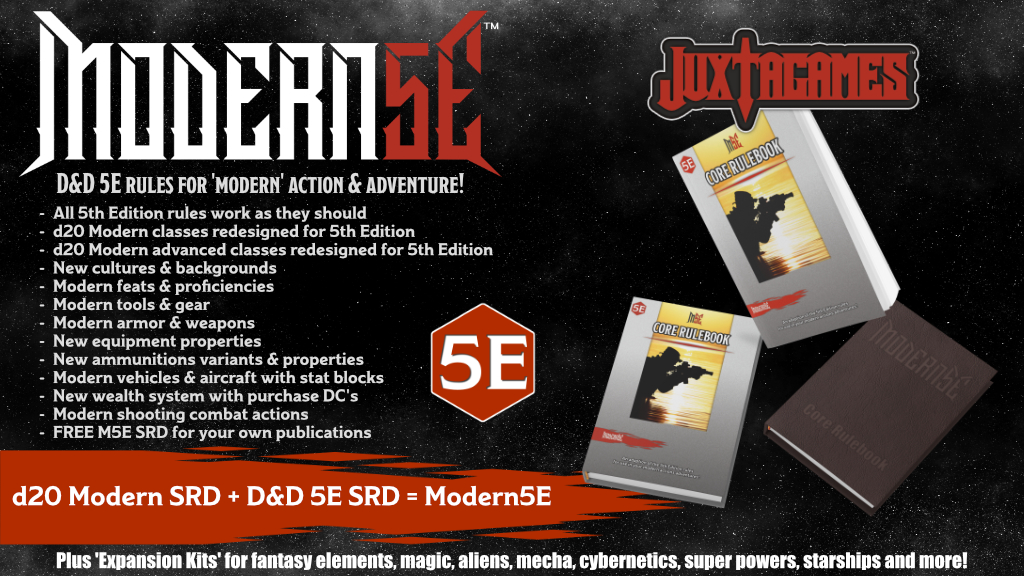 MODERN5E™
D&D 5E RULES FOR 'MODERN' ACTION & ADVENTURE!
- All 5th Edition rules work as they should
- d20 Modern classes redesigned for 5th Edition
- d20 Modern advanced classes redesigned for 5th Edition
- New cultures & backgrounds
- Modern feats & proficiencies
- Modern tools & gear
- Modern armor & weapons
- New equipment properties
- New ammunitions variants & properties
- Modern vehicles & aircraft with stat blocks
- New wealth system with purchase DC's
- Modern shooting combat actions
- FREE M5E SRD for your own publications
5E
JUXTAGAMES
5E
M5E
CORE RULEBOOK
5E
M5E
CORE RULEBOOK
MODERN5E
Core Rulebook
d20 Modern SRD + D&D 5E SRD = Modern5E
Plus 'Expansion Kits' for fantasy elements, magic, aliens, mecha, cybernetics, super powers, starships and more!